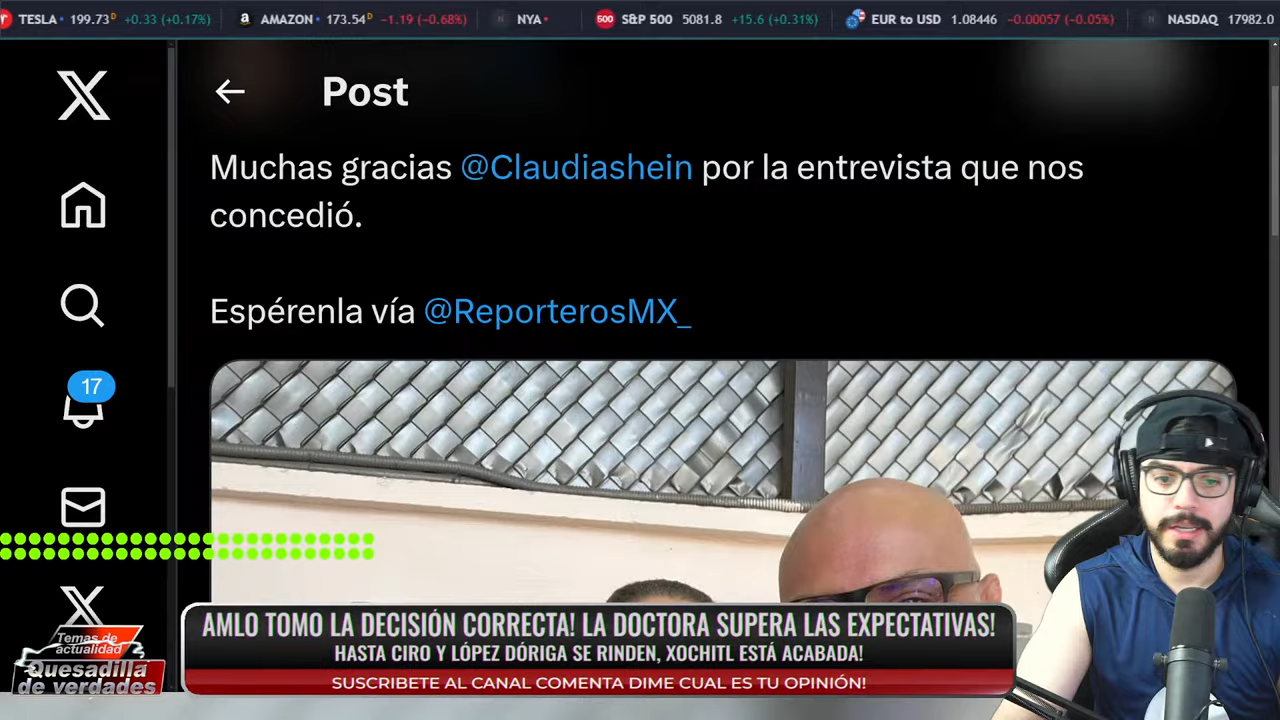 TESLA 199.73 D +0.33 (+0.17%) a AMAZON 173.54 D −1.19 (−0.68%) N NYA 500 S&P 500 5081.8 +15.6 (+0.31%) EUR to USD 1.08446 −0.00057 (−0.05%) N NASDAQ 17982.0
Post
Muchas gracias @Claudiashein por la entrevista que nos
concedió.
Espérenla vía @ReporterosMX_
17
AMLO TOMO LA DECISIÓN CORRECTA! LA DOCTORA SUPERA LAS EXPECTATIVAS!
HASTA CIRO Y LÓPEZ DÓRIGA SE RINDEN, XOCHITL ESTÁ ACABADA!
SUSCRIBETE AL CANAL COMENTA DIME CUAL ES TU OPINIÓN!
Temas de
actualidad
Quesadilla
de verdades